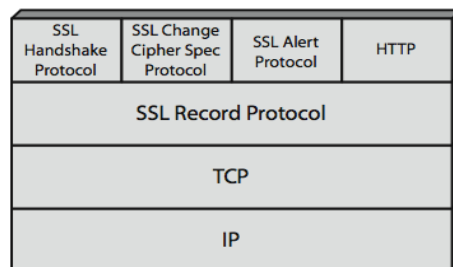 SSL
Handshake
Protocol
SSL Change
Cipher Spec
Protocol
SSL Alert
Protocol
HTTP
SSL Record Protocol
TCP
IP